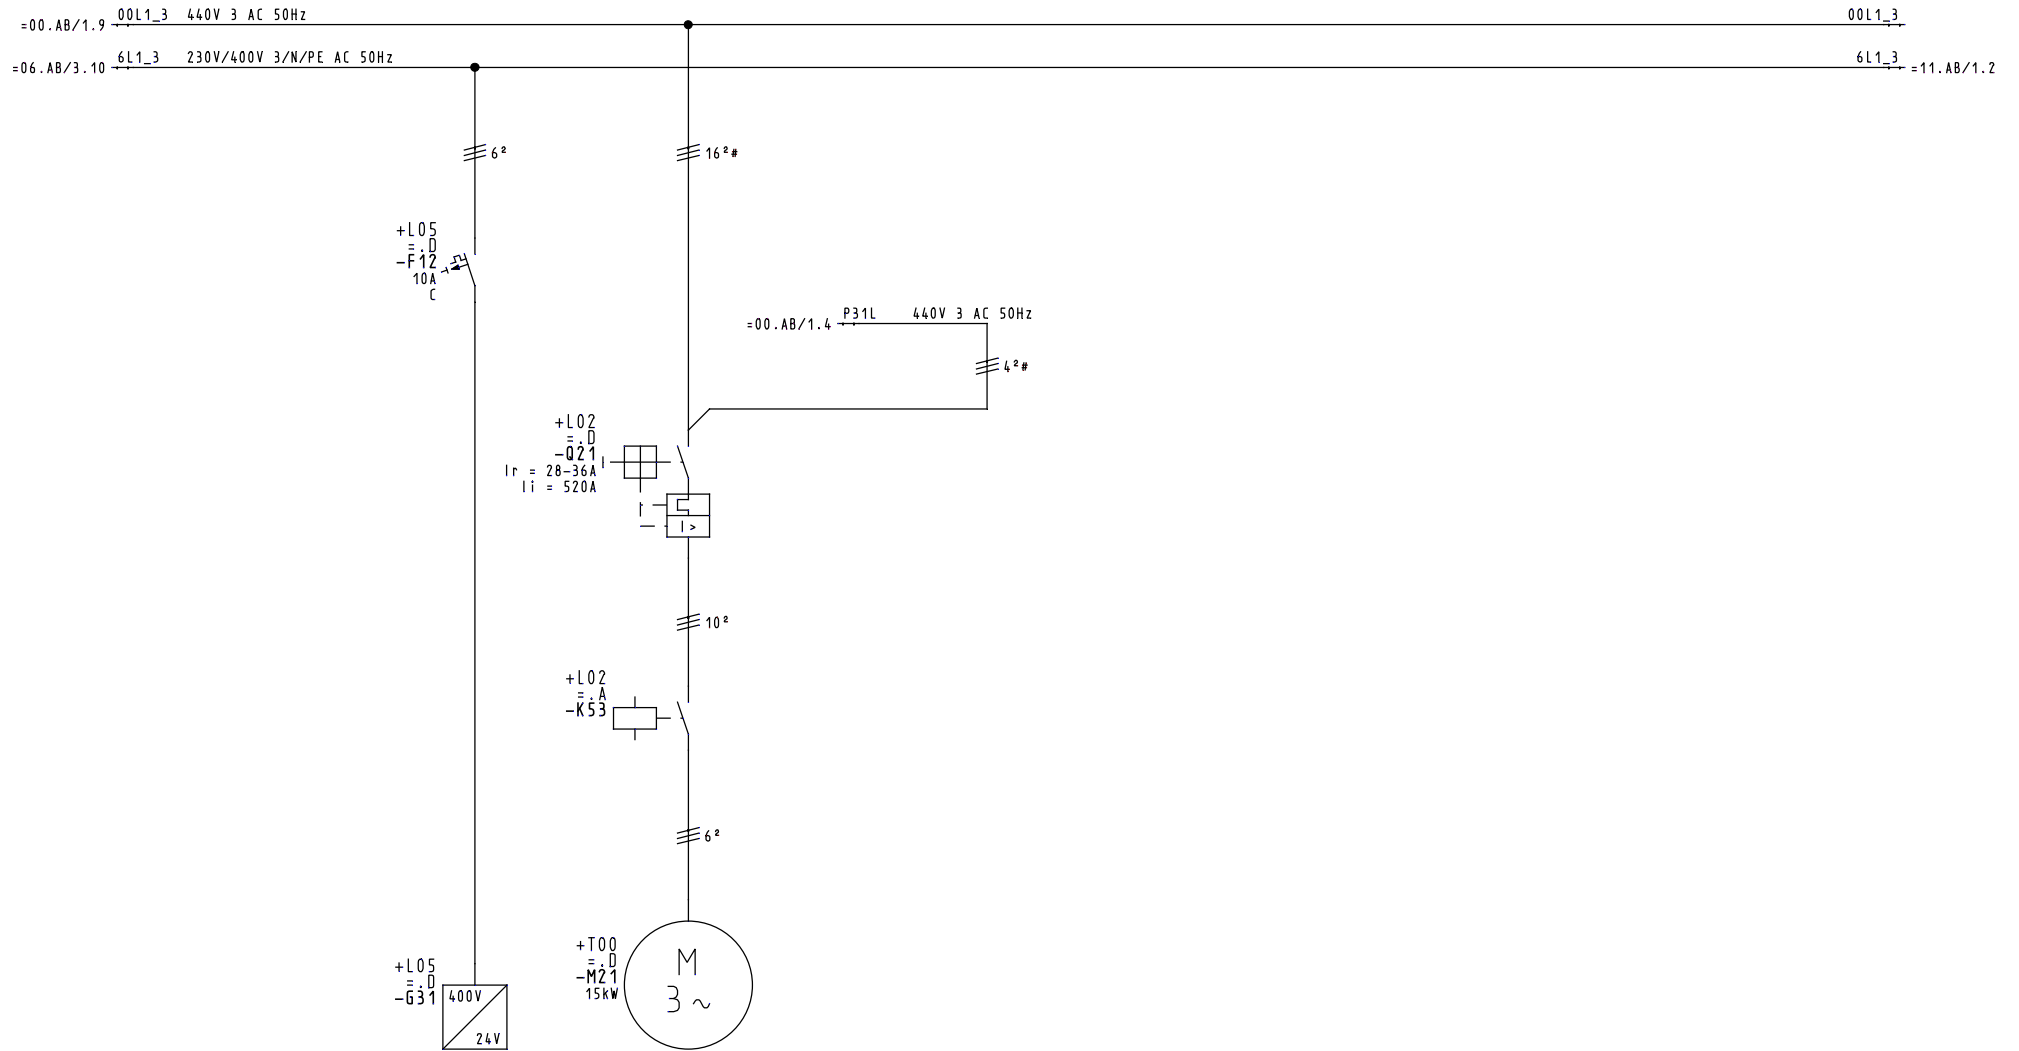 00L1_3 440V 3 AC 50Hz
00L1_3
=00.AB/1.9
6L1_3 230V/400V 3/N/PE AC 50Hz
6L1_3
=06.AB/3.10
=11.AB/1.2
6²
16²#
+L05
=.D
-F12
10A
C
P31L 440V 3 AC 50Hz
=00.AB/1.4
4²#
+L02
=.D
-Q21
Ir = 28-36A
Ii = 520A
I >
10²
+L02
=.A
-K53
6²
+T00
=.D
-M21
15kW
M
3 ~
+L05
=.D
-G31
400V
24V